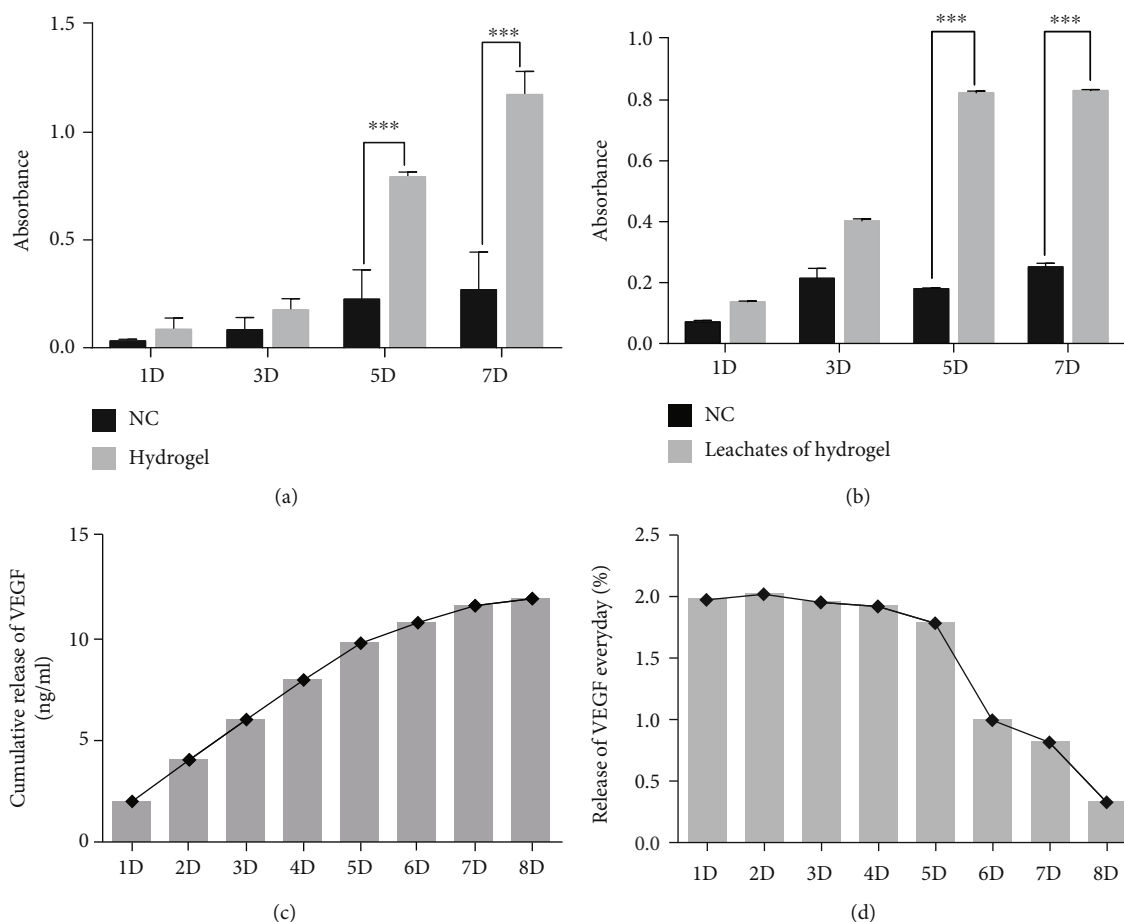 1.5
1.0
0.5
0.0
Absorbance
***
***
1D 3D 5D 7D
NC
Hydrogel
(a)
1.0
0.8
0.6
0.4
0.2
0.0
Absorbance
***
***
1D 3D 5D 7D
NC
Leachates of hydrogel
(b)
15
10
5
0
Cumulative release of VEGF
(ng/ml)
1D 2D 3D 4D 5D 6D 7D 8D
(c)
2.5
2.0
1.5
1.0
0.5
0.0
Release of VEGF everyday (%)
1D 2D 3D 4D 5D 6D 7D 8D
(d)